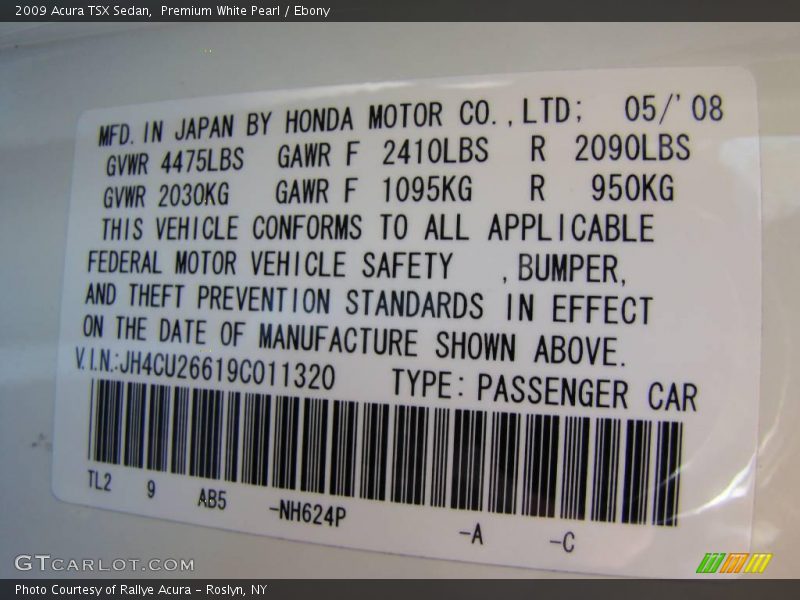 2009 Acura TSX Sedan,  Premium White Pearl / Ebony
MFD. IN JAPAN BY HONDA MOTOR CO., LTD; 05/'08
GVWR 4475LBS GAWR F 2410LBS R 2090LBS
GVWR 2030KG GAWR F 1095KG R 950KG
THIS VEHICLE CONFORMS TO ALL APPLICABLE
FEDERAL MOTOR VEHICLE SAFETY , BUMPER,
AND THEFT PREVENTION STANDARDS IN EFFECT
ON THE DATE OF MANUFACTURE SHOWN ABOVE.
V.I.N.:JH4CU26619C011320 TYPE: PASSENGER CAR
TL2 9 AB5 -NH624P -A -C
GTCARLOT.COM
Photo Courtesy of Rallye Acura – Roslyn, NY